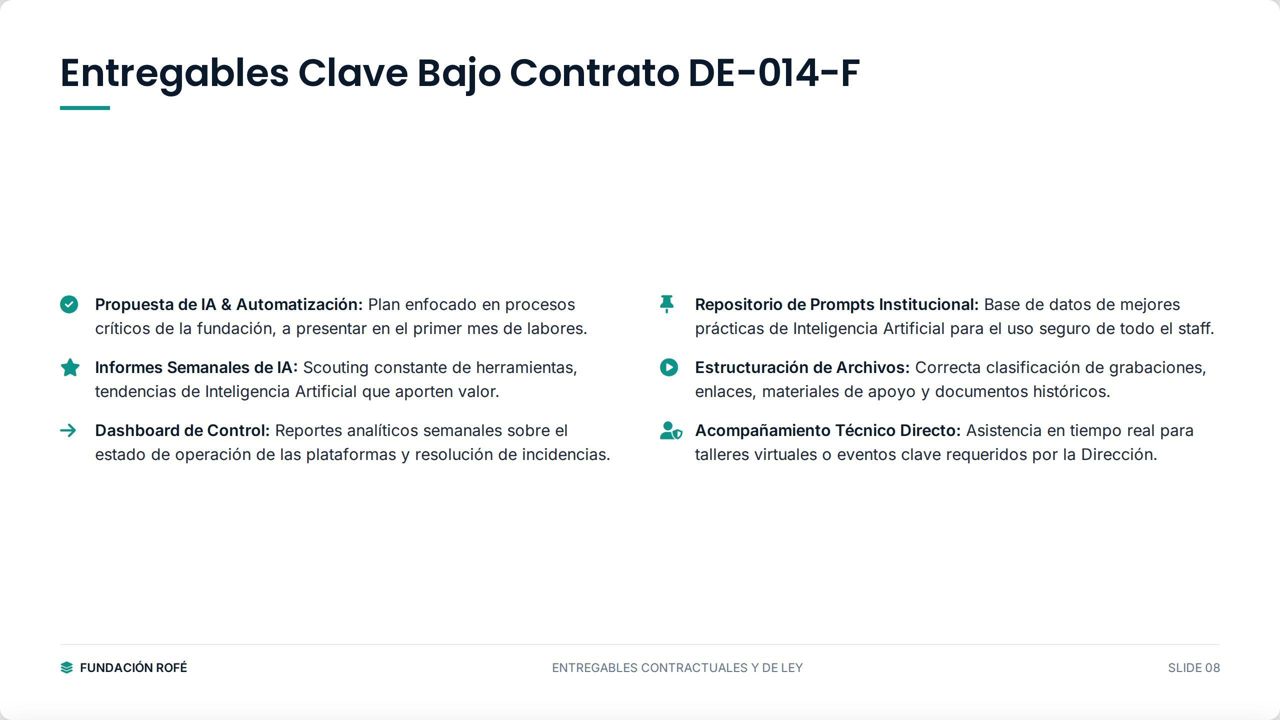 Entregables Clave Bajo Contrato DE-014-F
Propuesta de IA & Automatización: Plan enfocado en procesos
críticos de la fundación, a presentar en el primer mes de labores.
Informes Semanales de IA: Scouting constante de herramientas,
tendencias de Inteligencia Artificial que aporten valor.
Dashboard de Control: Reportes analíticos semanales sobre el
estado de operación de las plataformas y resolución de incidencias.
Repositorio de Prompts Institucional: Base de datos de mejores
prácticas de Inteligencia Artificial para el uso seguro de todo el staff.
Estructuración de Archivos: Correcta clasificación de grabaciones,
enlaces, materiales de apoyo y documentos históricos.
Acompañamiento Técnico Directo: Asistencia en tiempo real para
talleres virtuales o eventos clave requeridos por la Dirección.
FUNDACIÓN ROFÉ
ENTREGABLES CONTRACTUALES Y DE LEY
SLIDE 08